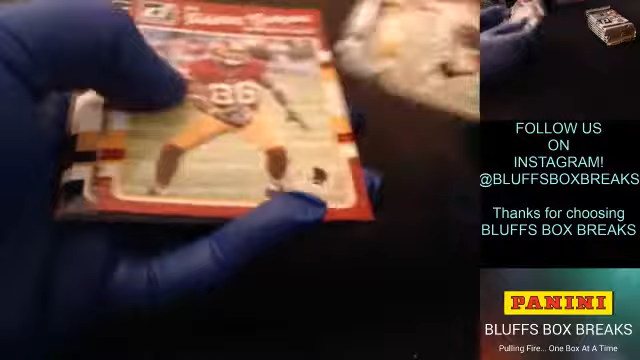 86
FOLLOW US
ON
INSTAGRAM!
@BLUFFSBOXBREAKS
Thanks for choosing
BLUFFS BOX BREAKS
PANINI
BLUFFS BOX BREAKS
Pulling Fire... One Box At A Time